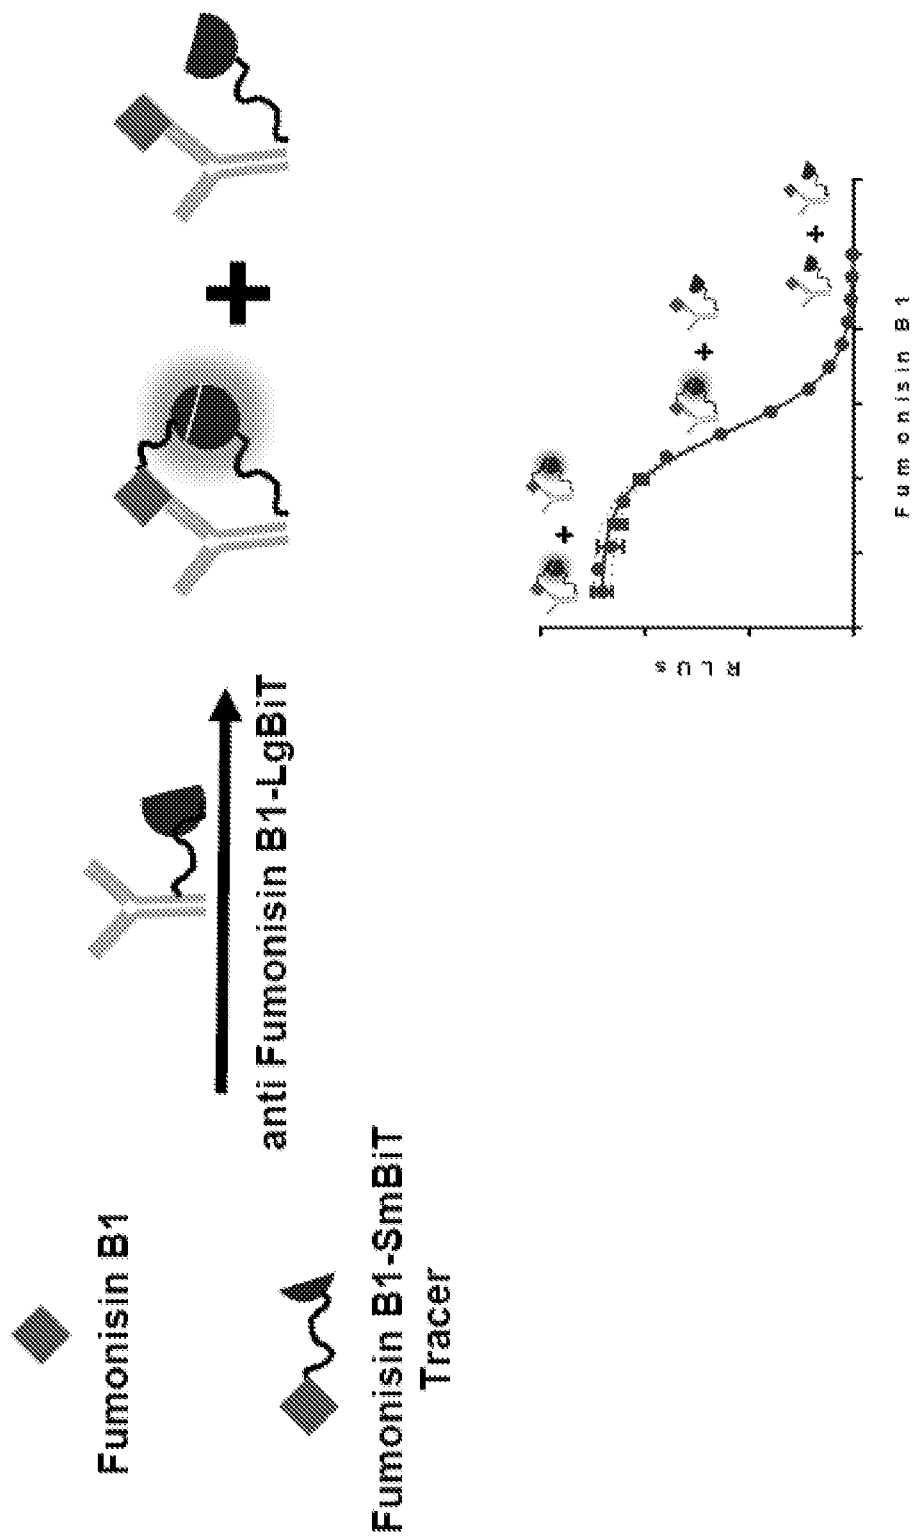 Fumonisin B1
Fumonisin B1-SmBiT
Tracer
anti Fumonisin B1-LgBiT
+
RLUs
+
+
+
Fumonisin B1